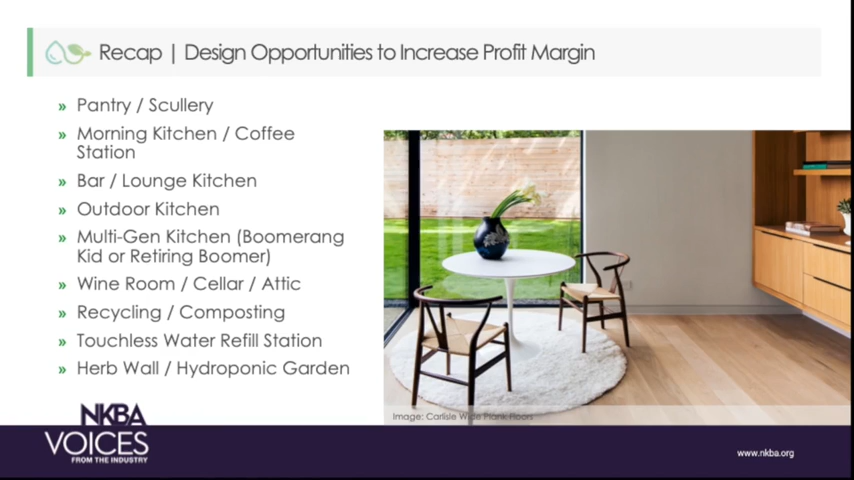 Recap | Design Opportunities to Increase Profit Margin
» Pantry / Scullery
» Morning Kitchen / Coffee
Station
» Bar / Lounge Kitchen
» Outdoor Kitchen
» Multi-Gen Kitchen (Boomerang
Kid or Retiring Boomer)
» Wine Room / Cellar / Attic
» Recycling / Composting
» Touchless Water Refill Station
» Herb Wall / Hydroponic Garden
Image: Carlisle Wide Plank Floors
NKBA
VOICES
FROM THE INDUSTRY
www.nkba.org